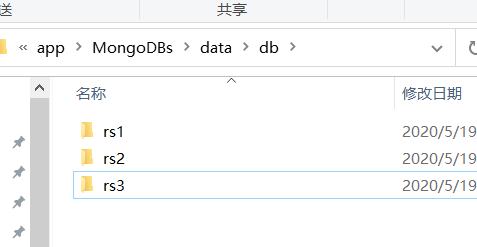 送 共享
« app > MongoDBs > data > db >
名称 修改日期
rs1 2020/5/19
rs2 2020/5/19
rs3 2020/5/19